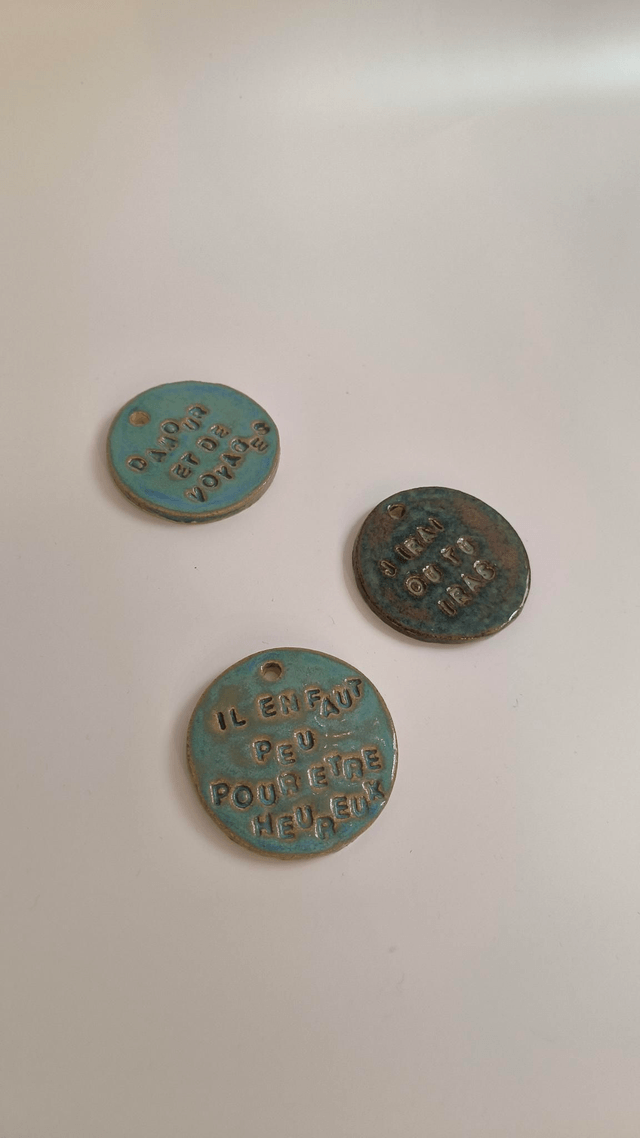 DAMOUR
ET DE
VOYAGES
J IRAI
OU TU
IRAS
IL EN FAUT
PEU
POUR ETRE
HEUREUX